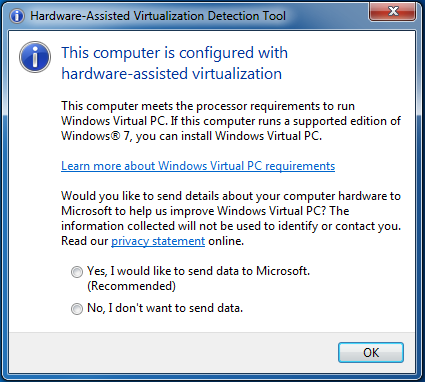 Hardware-Assisted Virtualization Detection Tool
This computer is configured with
hardware-assisted virtualization
This computer meets the processor requirements to run
Windows Virtual PC. If this computer runs a supported edition of
Windows® 7, you can install Windows Virtual PC.
Learn more about Windows Virtual PC requirements
Would you like to send details about your computer hardware to
Microsoft to help us improve Windows Virtual PC? The
information collected will not be used to identify or contact you.
Read our privacy statement online.
Yes, I would like to send data to Microsoft.
(Recommended)
No, I don't want to send data.
OK